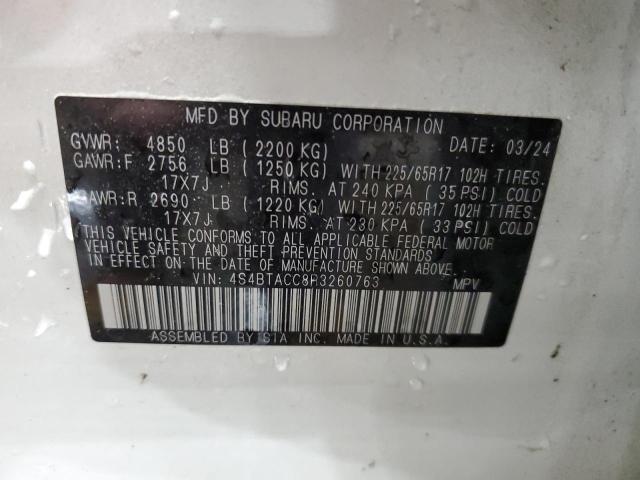 MFD BY SUBARU CORPORATION
GVWR: 4850 LB (2200 KG) DATE: 03/24
GAWR:F 2756 LB (1250 KG) WITH 225/65R17 102H TIRES.
17X7J RIMS. AT 240 KPA ( 35 PSI) COLD
GAWR:R 2690 LB (1220 KG) WITH 225/65R17 102H TIRES.
17X7J RIMS. AT 230 KPA ( 33 PSI) COLD
THIS VEHICLE CONFORMS TO ALL APPLICABLE FEDERAL MOTOR
VEHICLE SAFETY AND THEFT PREVENTION STANDARDS
IN EFFECT ON THE DATE OF MANUFACTURE SHOWN ABOVE.
VIN: 4S4BTACC8R3260763 MPV
ASSEMBLED BY SIA INC. MADE IN U.S.A.